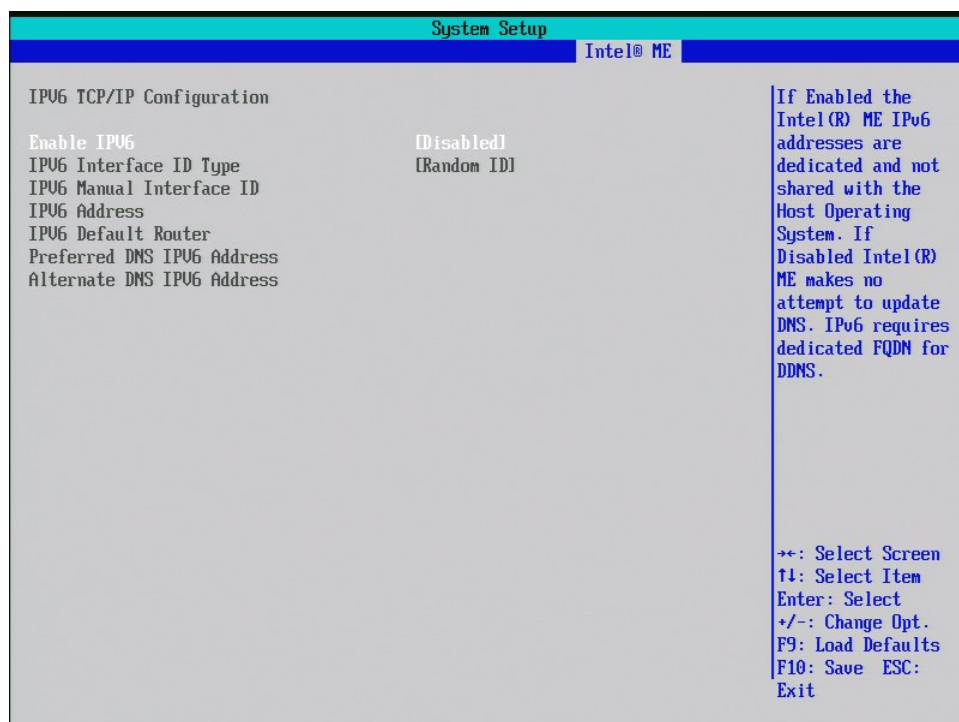 System Setup
Intel® ME
IPV6 TCP/IP Configuration
Enable IPV6 [Disabled]
IPV6 Interface ID Type [Random ID]
IPV6 Manual Interface ID
IPV6 Address
IPV6 Default Router
Preferred DNS IPV6 Address
Alternate DNS IPV6 Address
If Enabled the
Intel(R) ME IPv6
addresses are
dedicated and not
shared with the
Host Operating
System. If
Disabled Intel(R)
ME makes no
attempt to update
DNS. IPv6 requires
dedicated FQDN for
DDNS.
→←: Select Screen
↑↓: Select Item
Enter: Select
+/-: Change Opt.
F9: Load Defaults
F10: Save ESC:
Exit